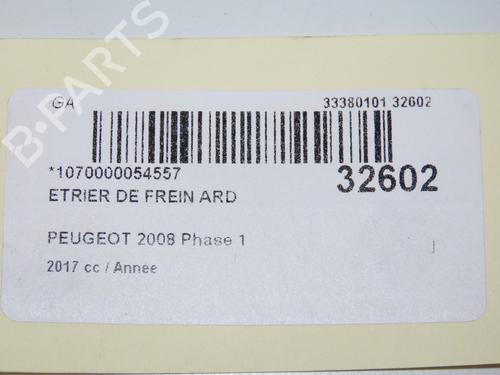 GA 33380101 32602
*1070000054557 32602
ETRIER DE FREIN ARD
PEUGEOT 2008 Phase 1
2017 cc / Annee
B-PARTS